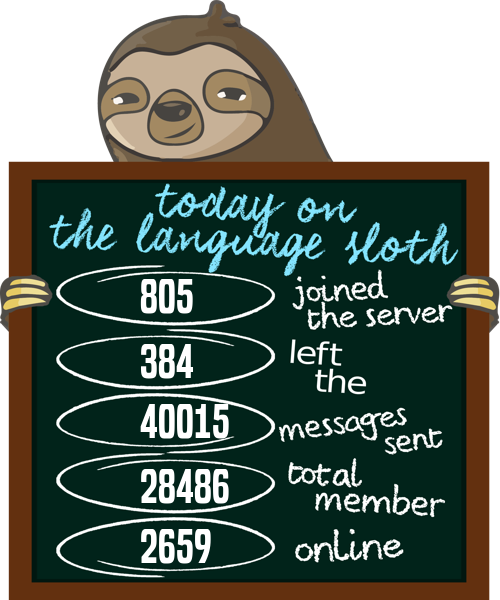 today on
the language sloth
805 joined
the server
384 left
the
40015 messages
sent
28486 total
member
2659 online